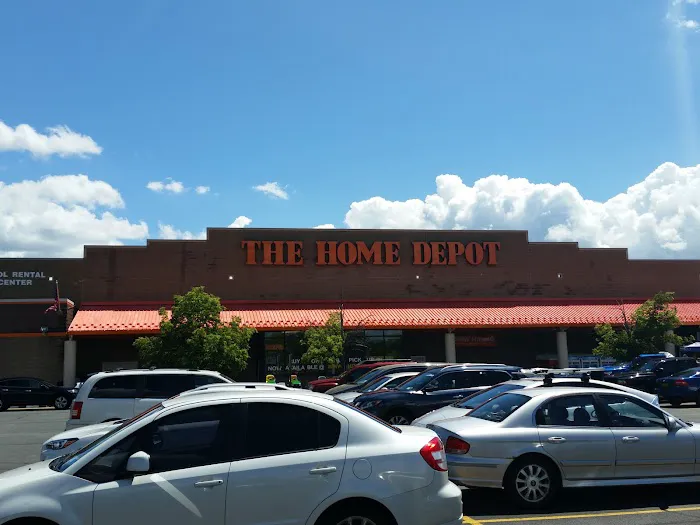 THE HOME DEPOT
OL RENTAL
CENTER